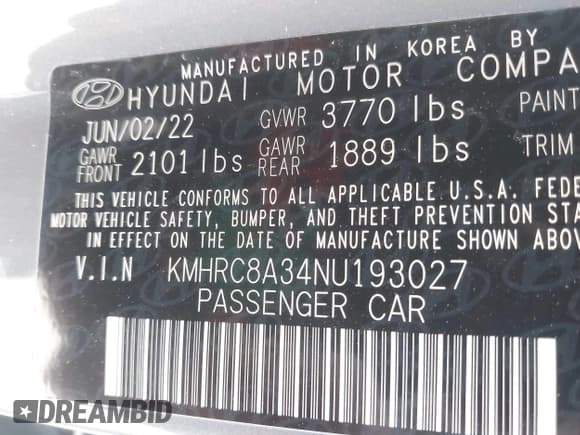 MANUFACTURED IN KOREA BY
HYUNDAI MOTOR COMPA
JUN/02/22 GVWR 3770 lbs PAINT
GAWR FRONT 2101 lbs GAWR REAR 1889 lbs TRIM
THIS VEHICLE CONFORMS TO ALL APPLICABLE U.S.A. FEDE
MOTOR VEHICLE SAFETY, BUMPER, AND THEFT PREVENTION STA
IN EFFECT ON THE DATE OF MANUFACTURE SHOWN ABOV
V.I.N KMHRC8A34NU193027
PASSENGER CAR
DREAMBID